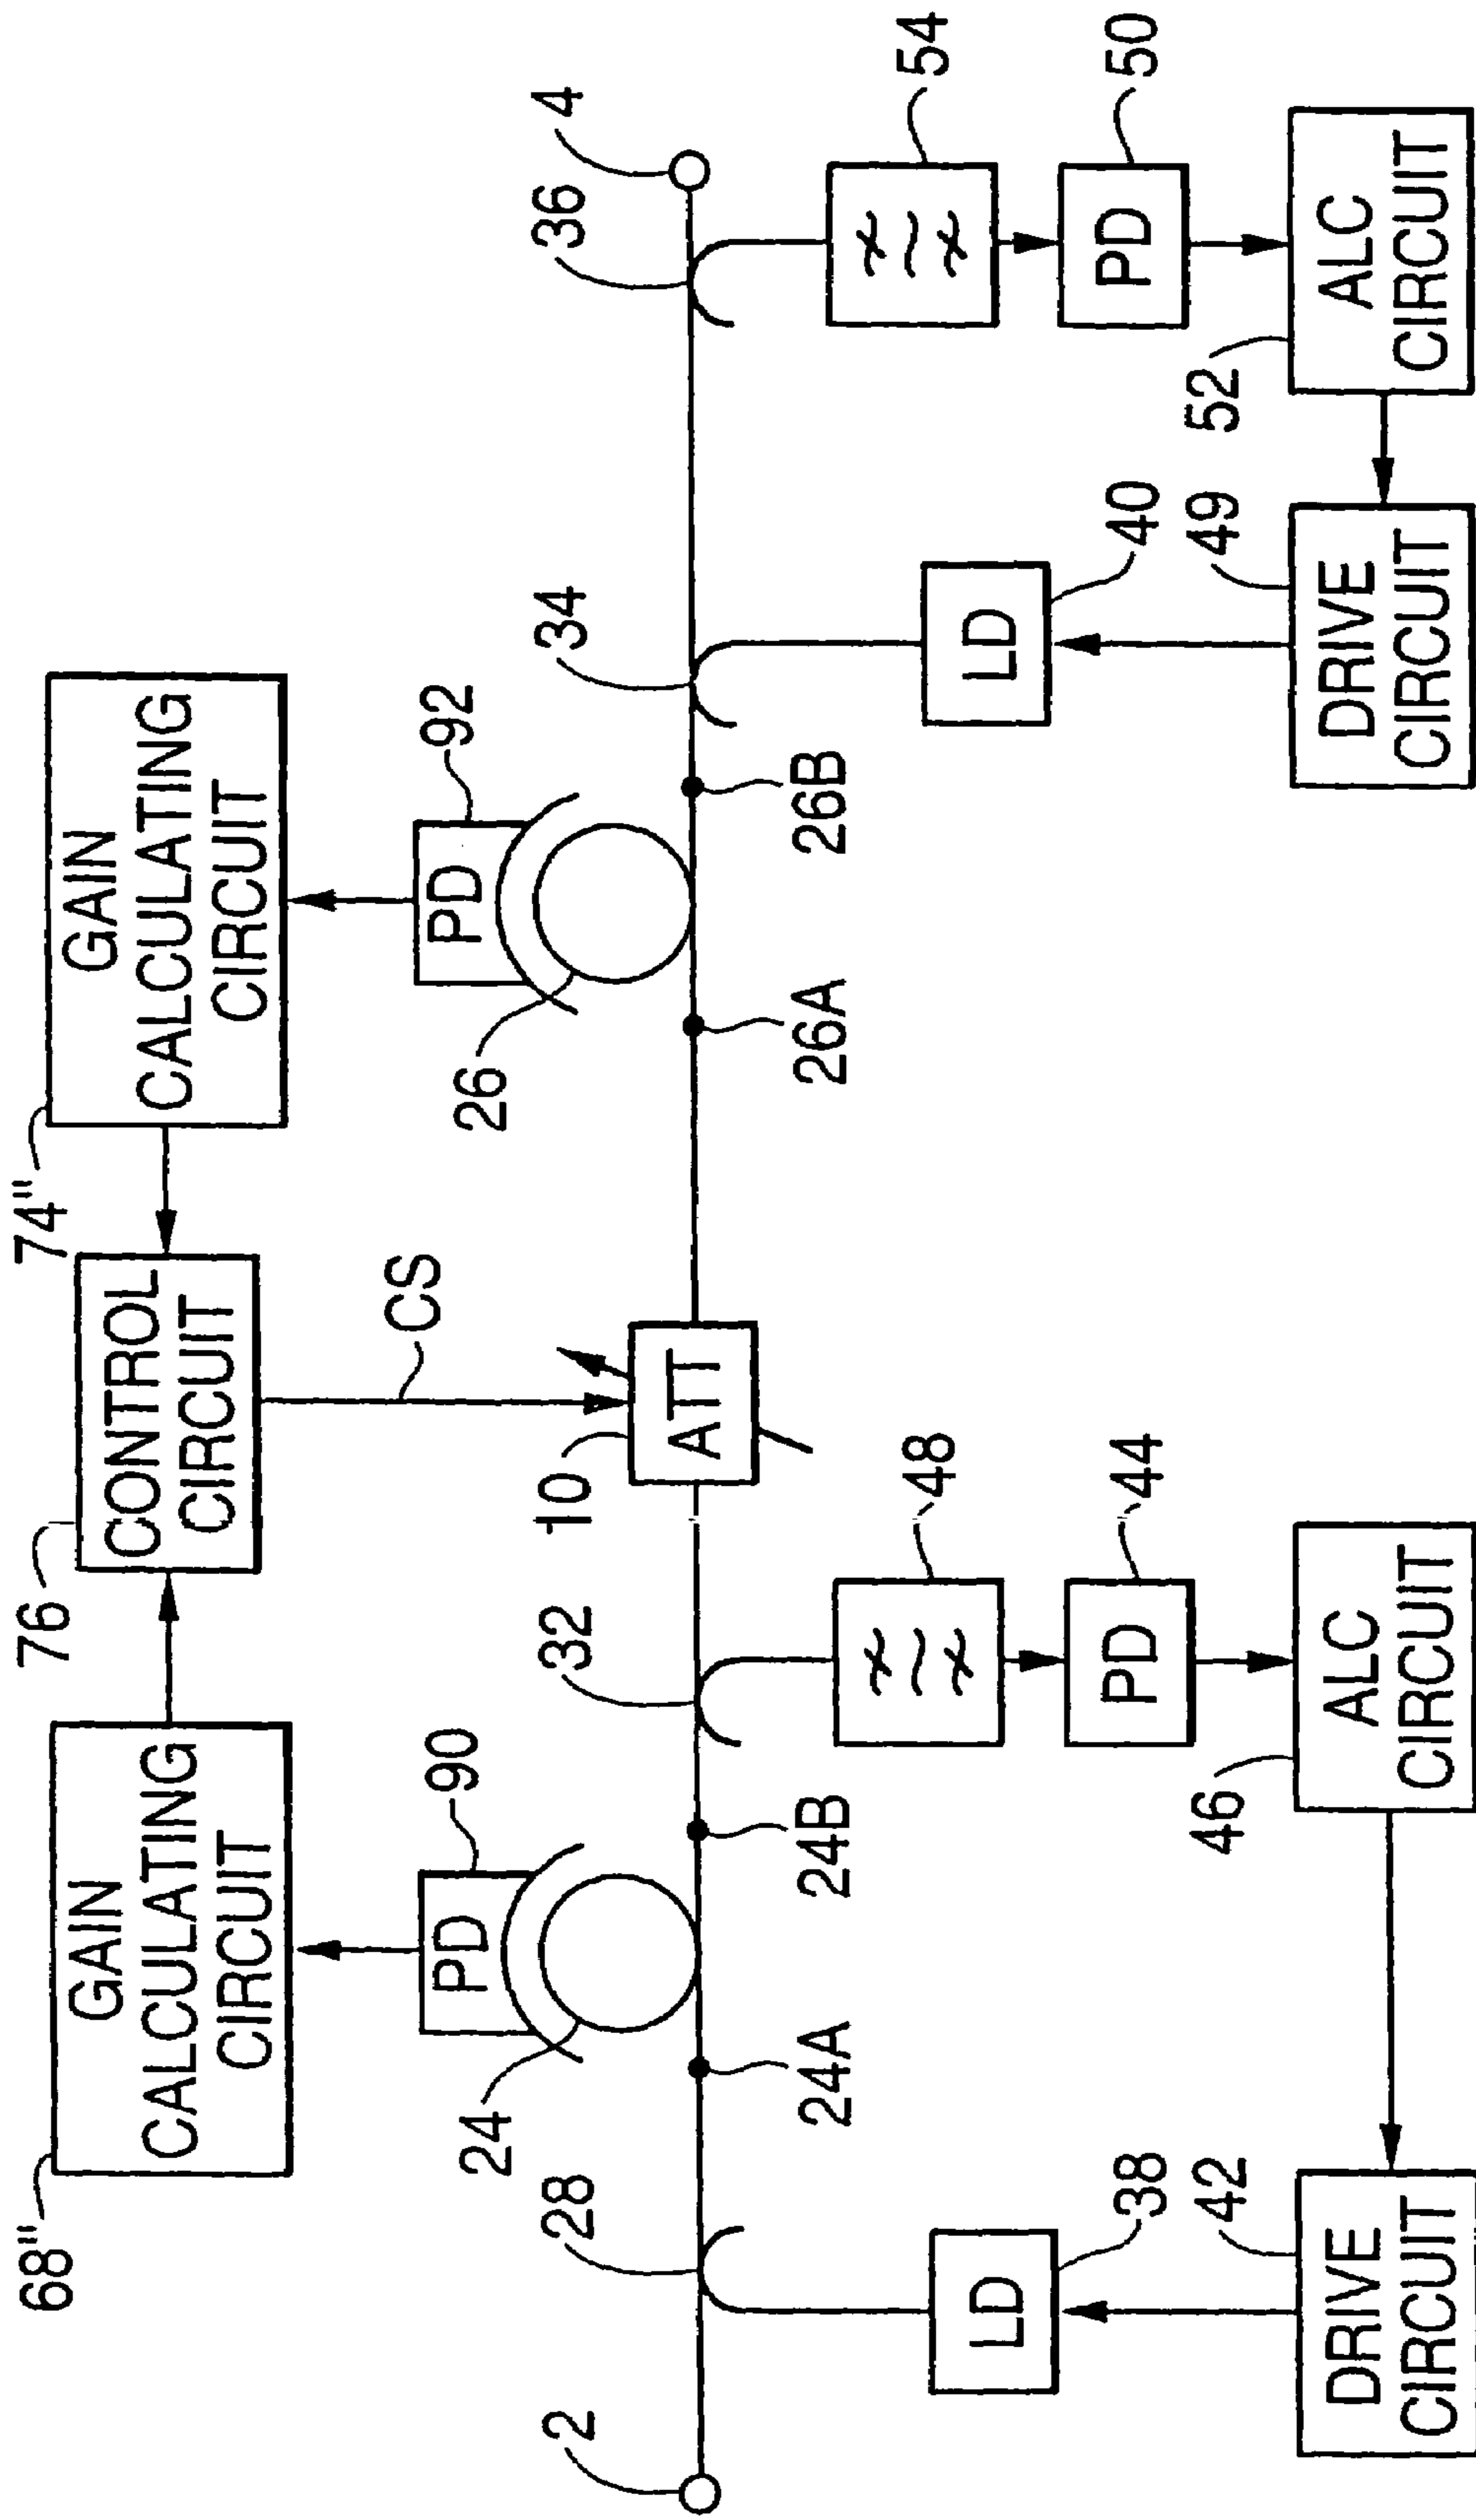 68"
GAIN
CALCULATING
CIRCUIT
76
CONTROL
CIRCUIT
74"
GAIN
CALCULATING
CIRCUIT
PD
90
CS
PD
92
24
26
2
28
32
10
34
36
4
ATT
24A
24B
26A
26B
LD
38
48
PD
44
LD
40
54
PD
50
42
DRIVE
CIRCUIT
46
ALC
CIRCUIT
49
DRIVE
CIRCUIT
52
ALC
CIRCUIT